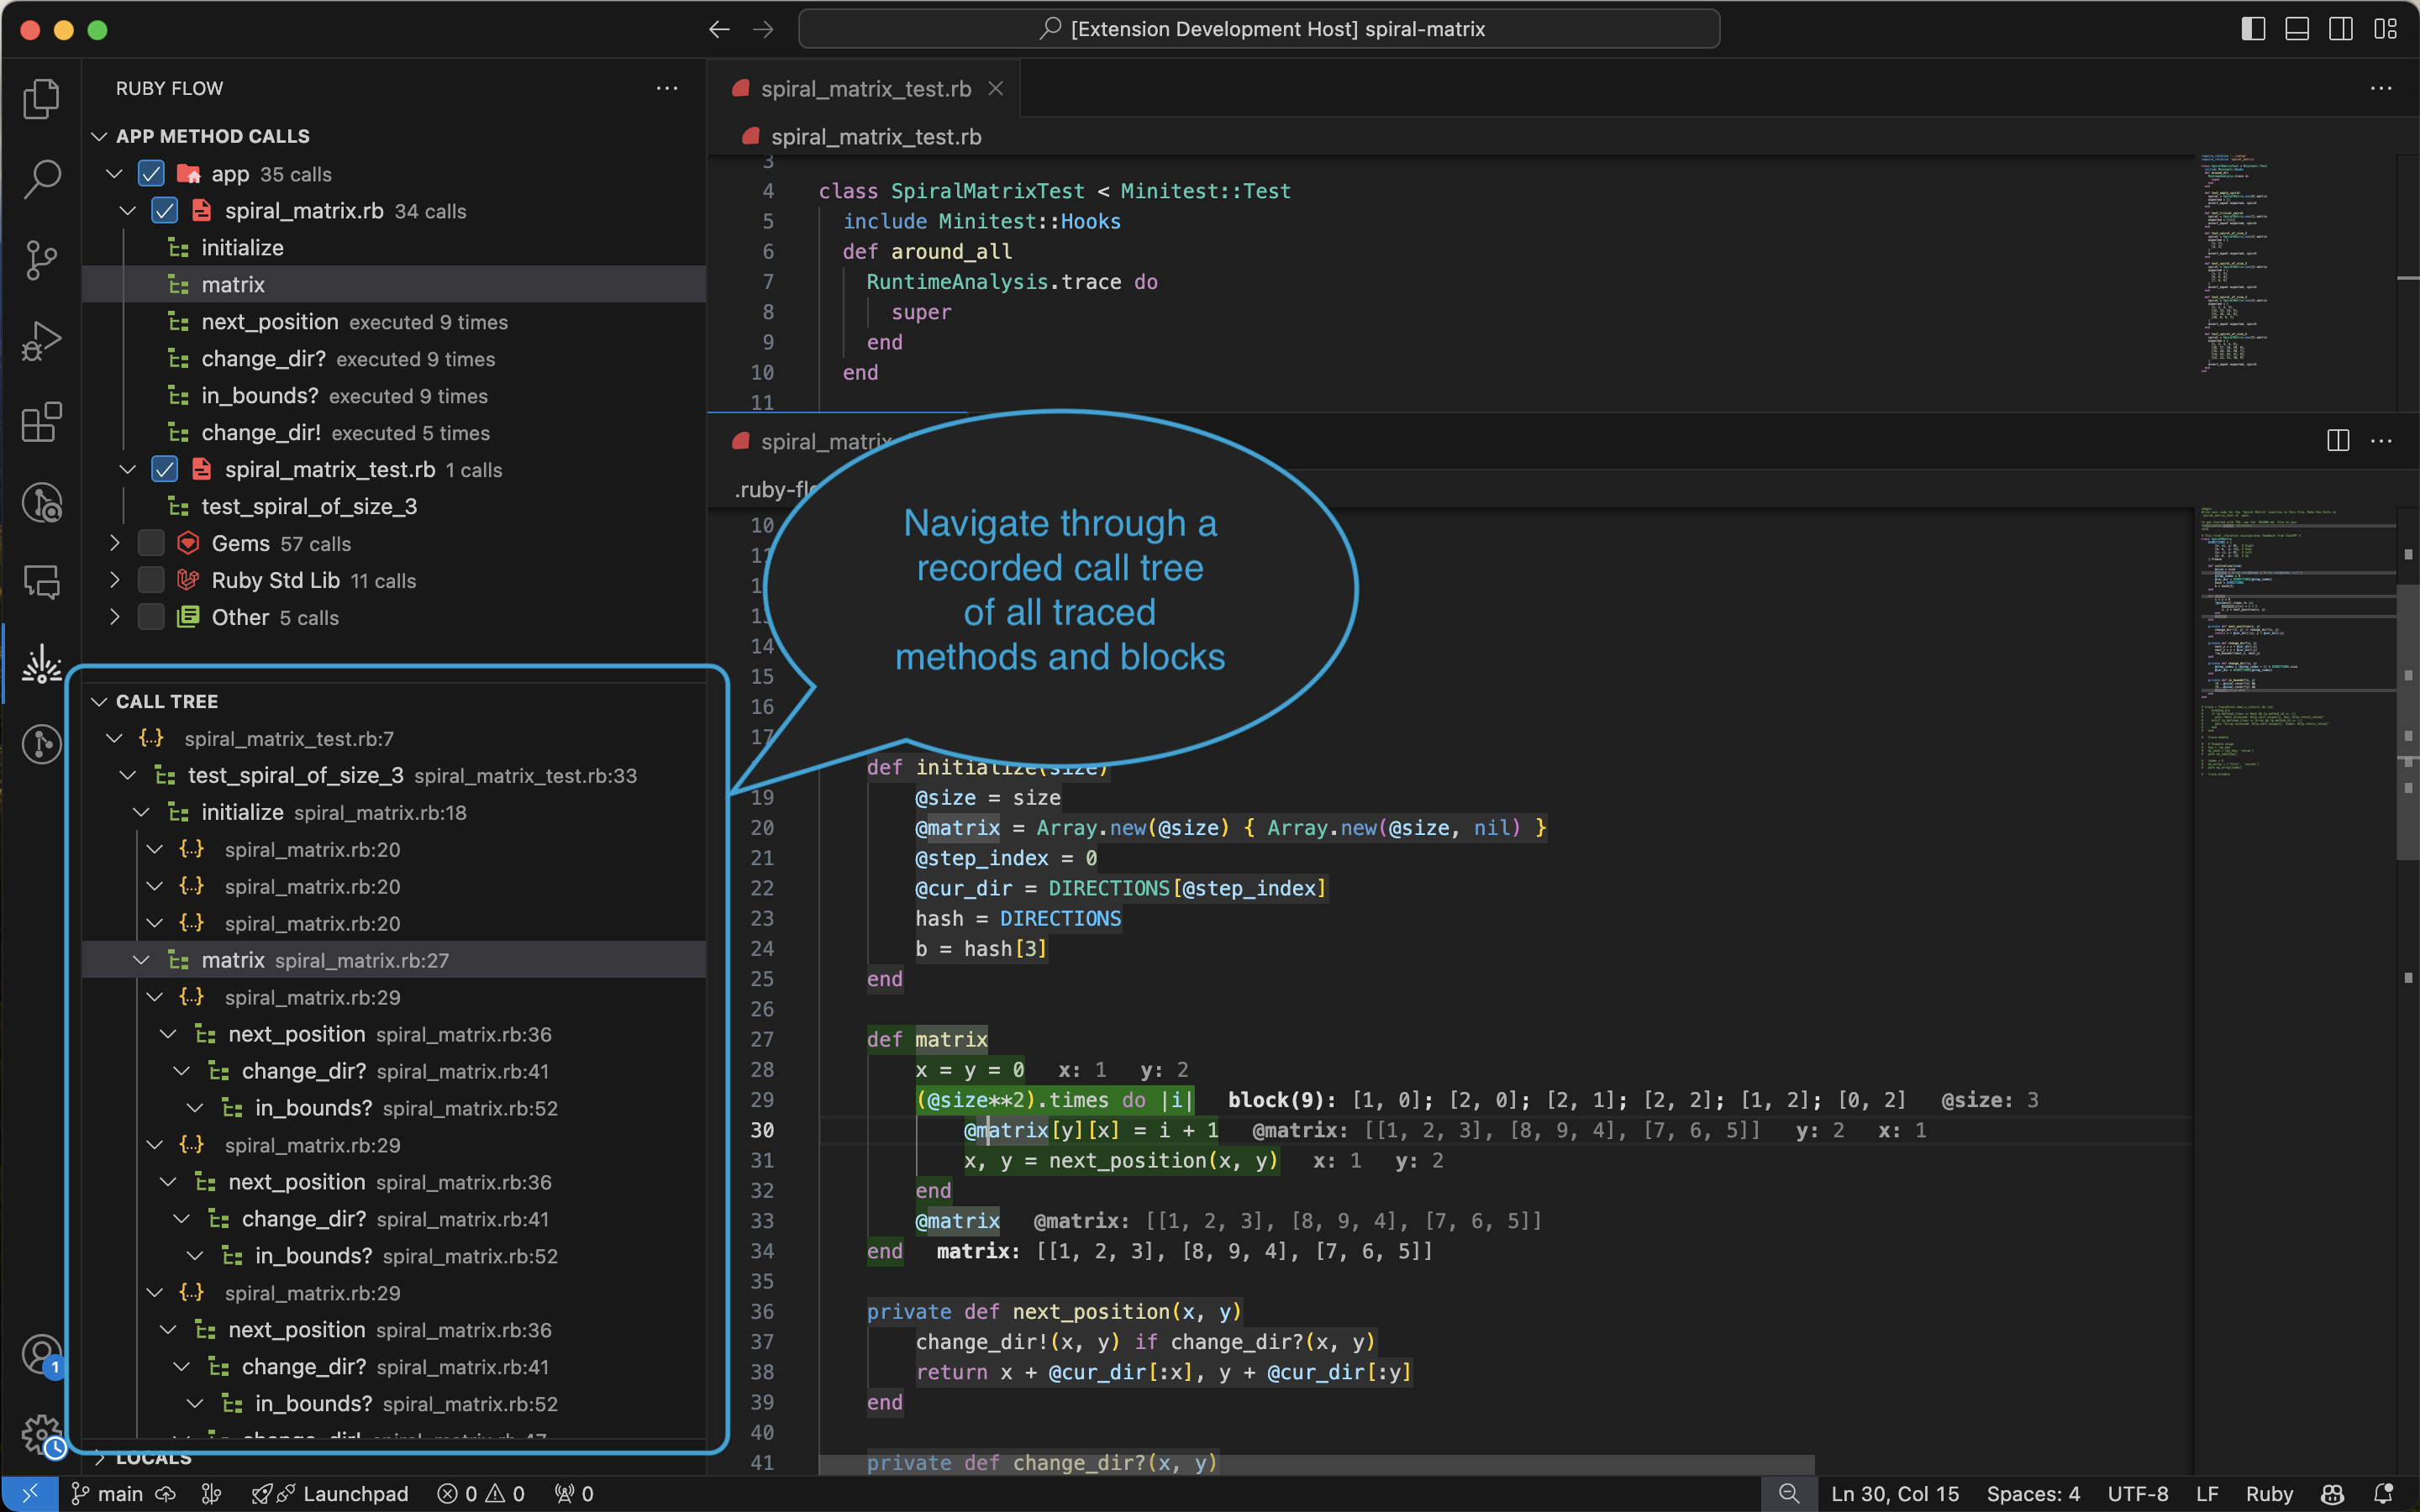 [Extension Development Host] spiral-matrix
RUBY FLOW
APP METHOD CALLS
app 35 calls
spiral_matrix.rb 34 calls
initialize
matrix
next_position executed 9 times
change_dir? executed 9 times
in_bounds? executed 9 times
change_dir! executed 5 times
spiral_matrix_test.rb 1 calls
test_spiral_of_size_3
Gems 57 calls
Ruby Std Lib 11 calls
Other 5 calls
CALL TREE
{..} spiral_matrix_test.rb:7
test_spiral_of_size_3 spiral_matrix_test.rb:33
initialize spiral_matrix.rb:18
{..} spiral_matrix.rb:20
{..} spiral_matrix.rb:20
{..} spiral_matrix.rb:20
matrix spiral_matrix.rb:27
{..} spiral_matrix.rb:29
next_position spiral_matrix.rb:36
change_dir? spiral_matrix.rb:41
in_bounds? spiral_matrix.rb:52
{..} spiral_matrix.rb:29
next_position spiral_matrix.rb:36
change_dir? spiral_matrix.rb:41
in_bounds? spiral_matrix.rb:52
{..} spiral_matrix.rb:29
next_position spiral_matrix.rb:36
change_dir? spiral_matrix.rb:41
in_bounds? spiral_matrix.rb:52
change_dir! spiral_matrix.rb:47
LOCALS
spiral_matrix_test.rb
spiral_matrix_test.rb
3
4 class SpiralMatrixTest < Minitest::Test
5 include Minitest::Hooks
6 def around_all
7 RuntimeAnalysis.trace do
8 super
9 end
10 end
11
spiral_matrix
.ruby-flo
Navigate through a
recorded call tree
of all traced
methods and blocks
10
11
1
13
14
15
16
17
def initialize(size)
19 @size = size
20 @matrix = Array.new(@size) { Array.new(@size, nil) }
21 @step_index = 0
22 @cur_dir = DIRECTIONS[@step_index]
23 hash = DIRECTIONS
24 b = hash[3]
25 end
26
27 def matrix
28 x = y = 0 x: 1 y: 2
29 (@size**2).times do |i| block(9): [1, 0]; [2, 0]; [2, 1]; [2, 2]; [1, 2]; [0, 2] @size: 3
30 @matrix[y][x] = i + 1 @matrix: [[1, 2, 3], [8, 9, 4], [7, 6, 5]] y: 2 x: 1
31 x, y = next_position(x, y) x: 1 y: 2
32 end
33 @matrix @matrix: [[1, 2, 3], [8, 9, 4], [7, 6, 5]]
34 end matrix: [[1, 2, 3], [8, 9, 4], [7, 6, 5]]
35
36 private def next_position(x, y)
37 change_dir!(x, y) if change_dir?(x, y)
38 return x + @cur_dir[:x], y + @cur_dir[:y]
39 end
40
41 private def change_dir?(x, y)
1
main Launchpad 0 0 0 Ln 30, Col 15 Spaces: 4 UTF-8 LF Ruby